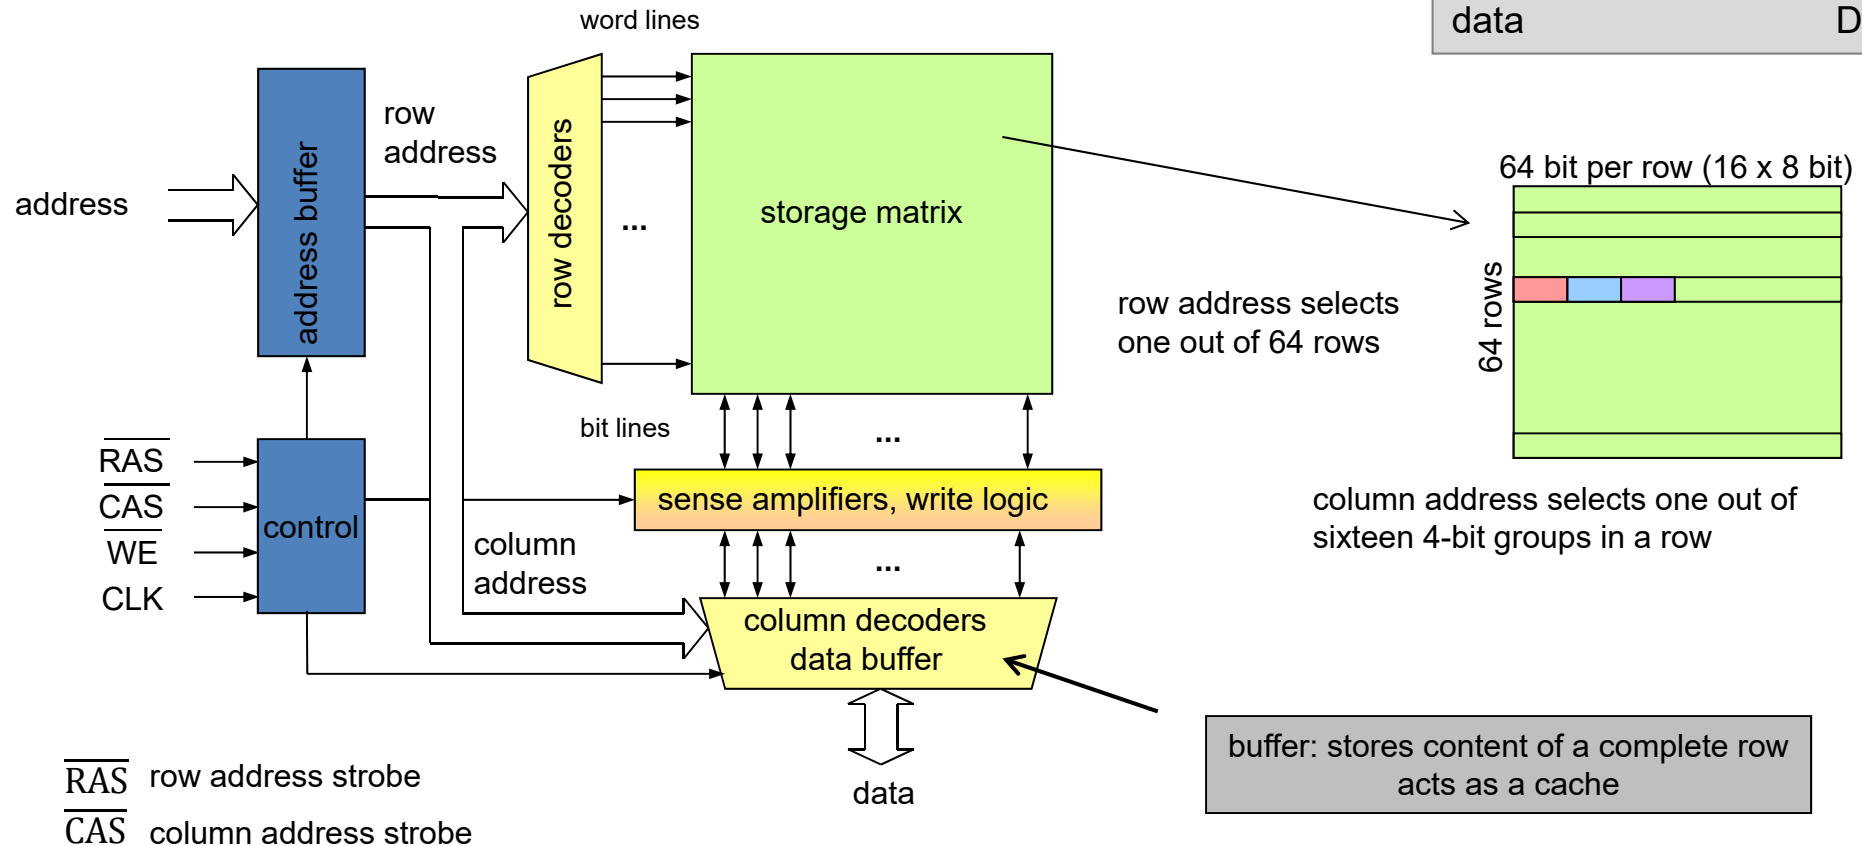 word lines
data D
address
address buffer
row
address
row decoders
...
storage matrix
64 bit per row (16 x 8 bit)
64 rows
row address selects
one out of 64 rows
bit lines
...
RAS
CAS
WE
CLK
control
sense amplifiers, write logic
column address selects one out of
sixteen 4-bit groups in a row
column
address
...
column decoders
data buffer
data
buffer: stores content of a complete row
acts as a cache
RAS row address strobe
CAS column address strobe